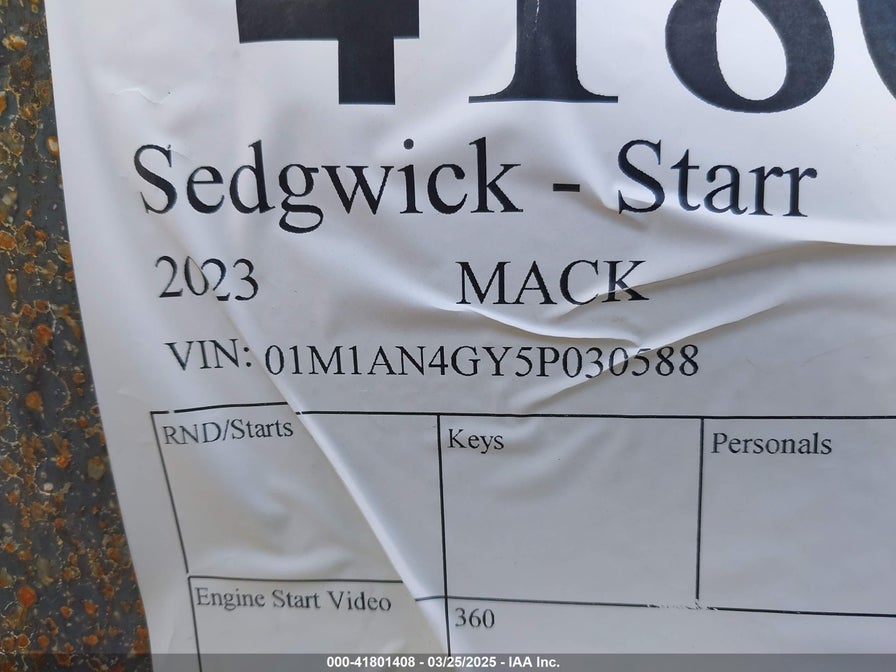 418
Sedgwick - Starr
2023 MACK
VIN: 01M1AN4GY5P030588
RND/Starts Keys Personals
Engine Start Video 360
000-41801408 - 03/25/2025 - IAA Inc.